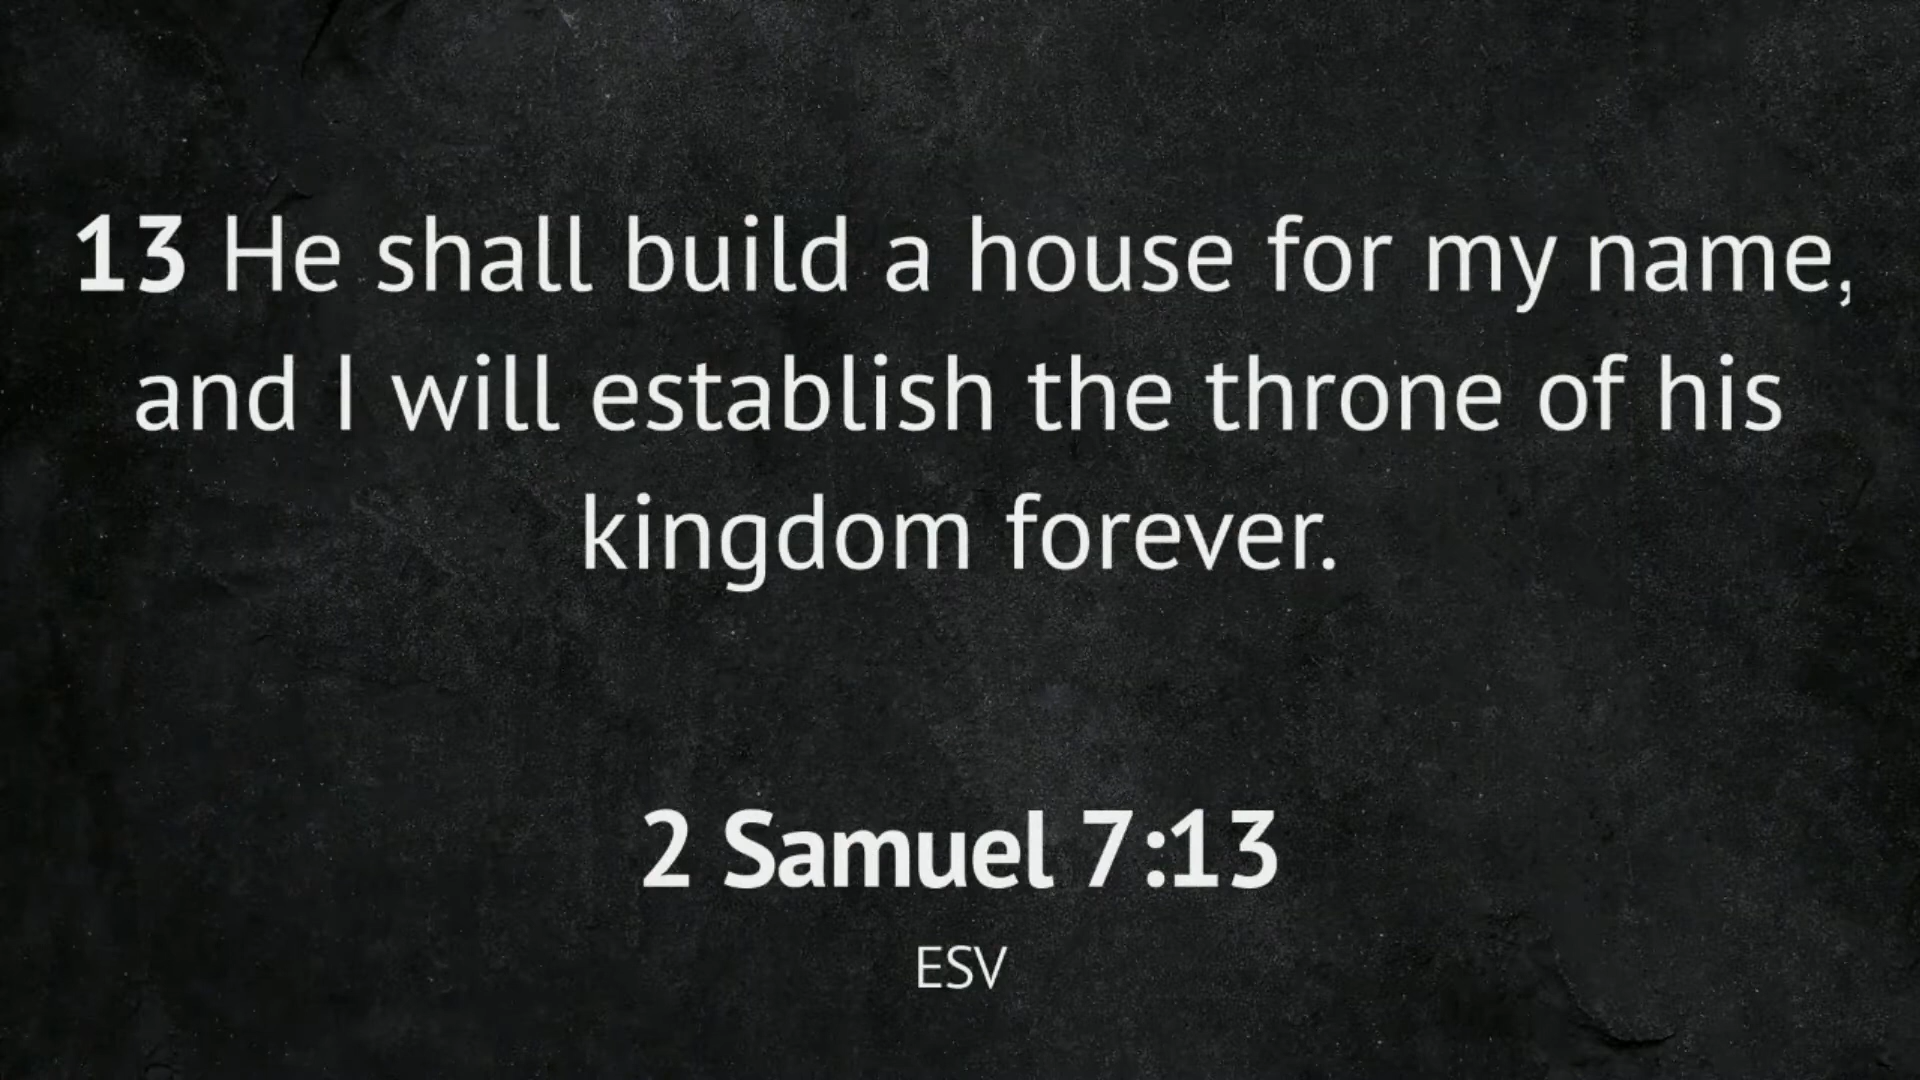 13 He shall build a house for my name,
and I will establish the throne of his
kingdom forever.
2 Samuel 7:13
ESV